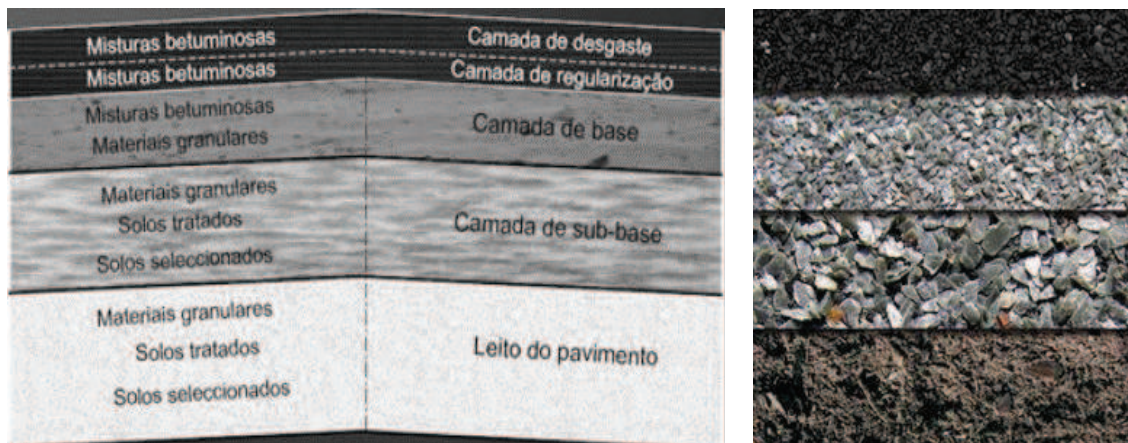 Misturas betuminosas
Camada de desgaste
Misturas betuminosas
Camada de regularização
Misturas betuminosas
Materiais granulares
Camada de base
Materiais granulares
Solos tratados
Solos seleccionados
Camada de sub-base
Materiais granulares
Solos tratados
Solos seleccionados
Leito do pavimento